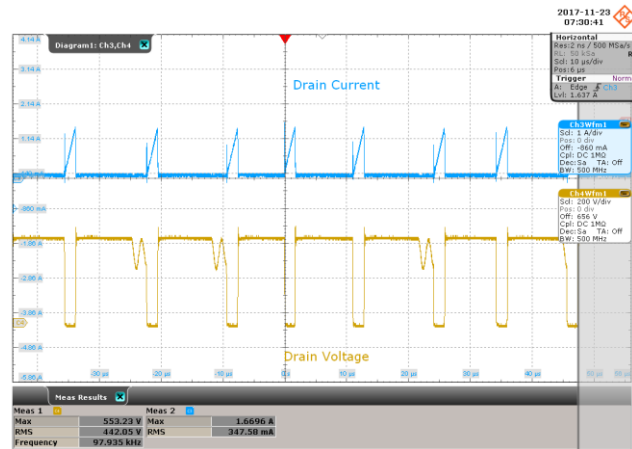 2017-11-23
07:30:41
Horizontal
Res:2 ns / 500 MSa/s
RL: 50 kSa
Scl: 10 µs/div
Pos:6 µs
Trigger Norm
A: Edge Ch3
Lvl: 1.637 A
Diagram1: Ch3,Ch4
4.14 A
3.14 A
2.14 A
1.14 A
-860 mA
-1.86 A
-2.86 A
-3.86 A
-5.86 A
Drain Current
Ch3Wfm1
Scl: 1 A/div
Pos: 0 div
Off: -860 mA
Cpl: DC 1MΩ
Dec:Sa TA: Off
BW: 500 MHz
Ch4Wfm1
Scl: 200 V/div
Pos: 0 div
Off: 656 V
Cpl: DC 1MΩ
Dec:Sa TA: Off
BW: 500 MHz
C4
Drain Voltage
-30 µs
-20 µs
-10 µs
0 s
10 µs
20 µs
30 µs
40 µs
Meas Results
Meas 1 Meas 2
Max 553.23 V Max 1.6696 A
RMS 442.05 V RMS 347.58 mA
Frequency 97.935 kHz